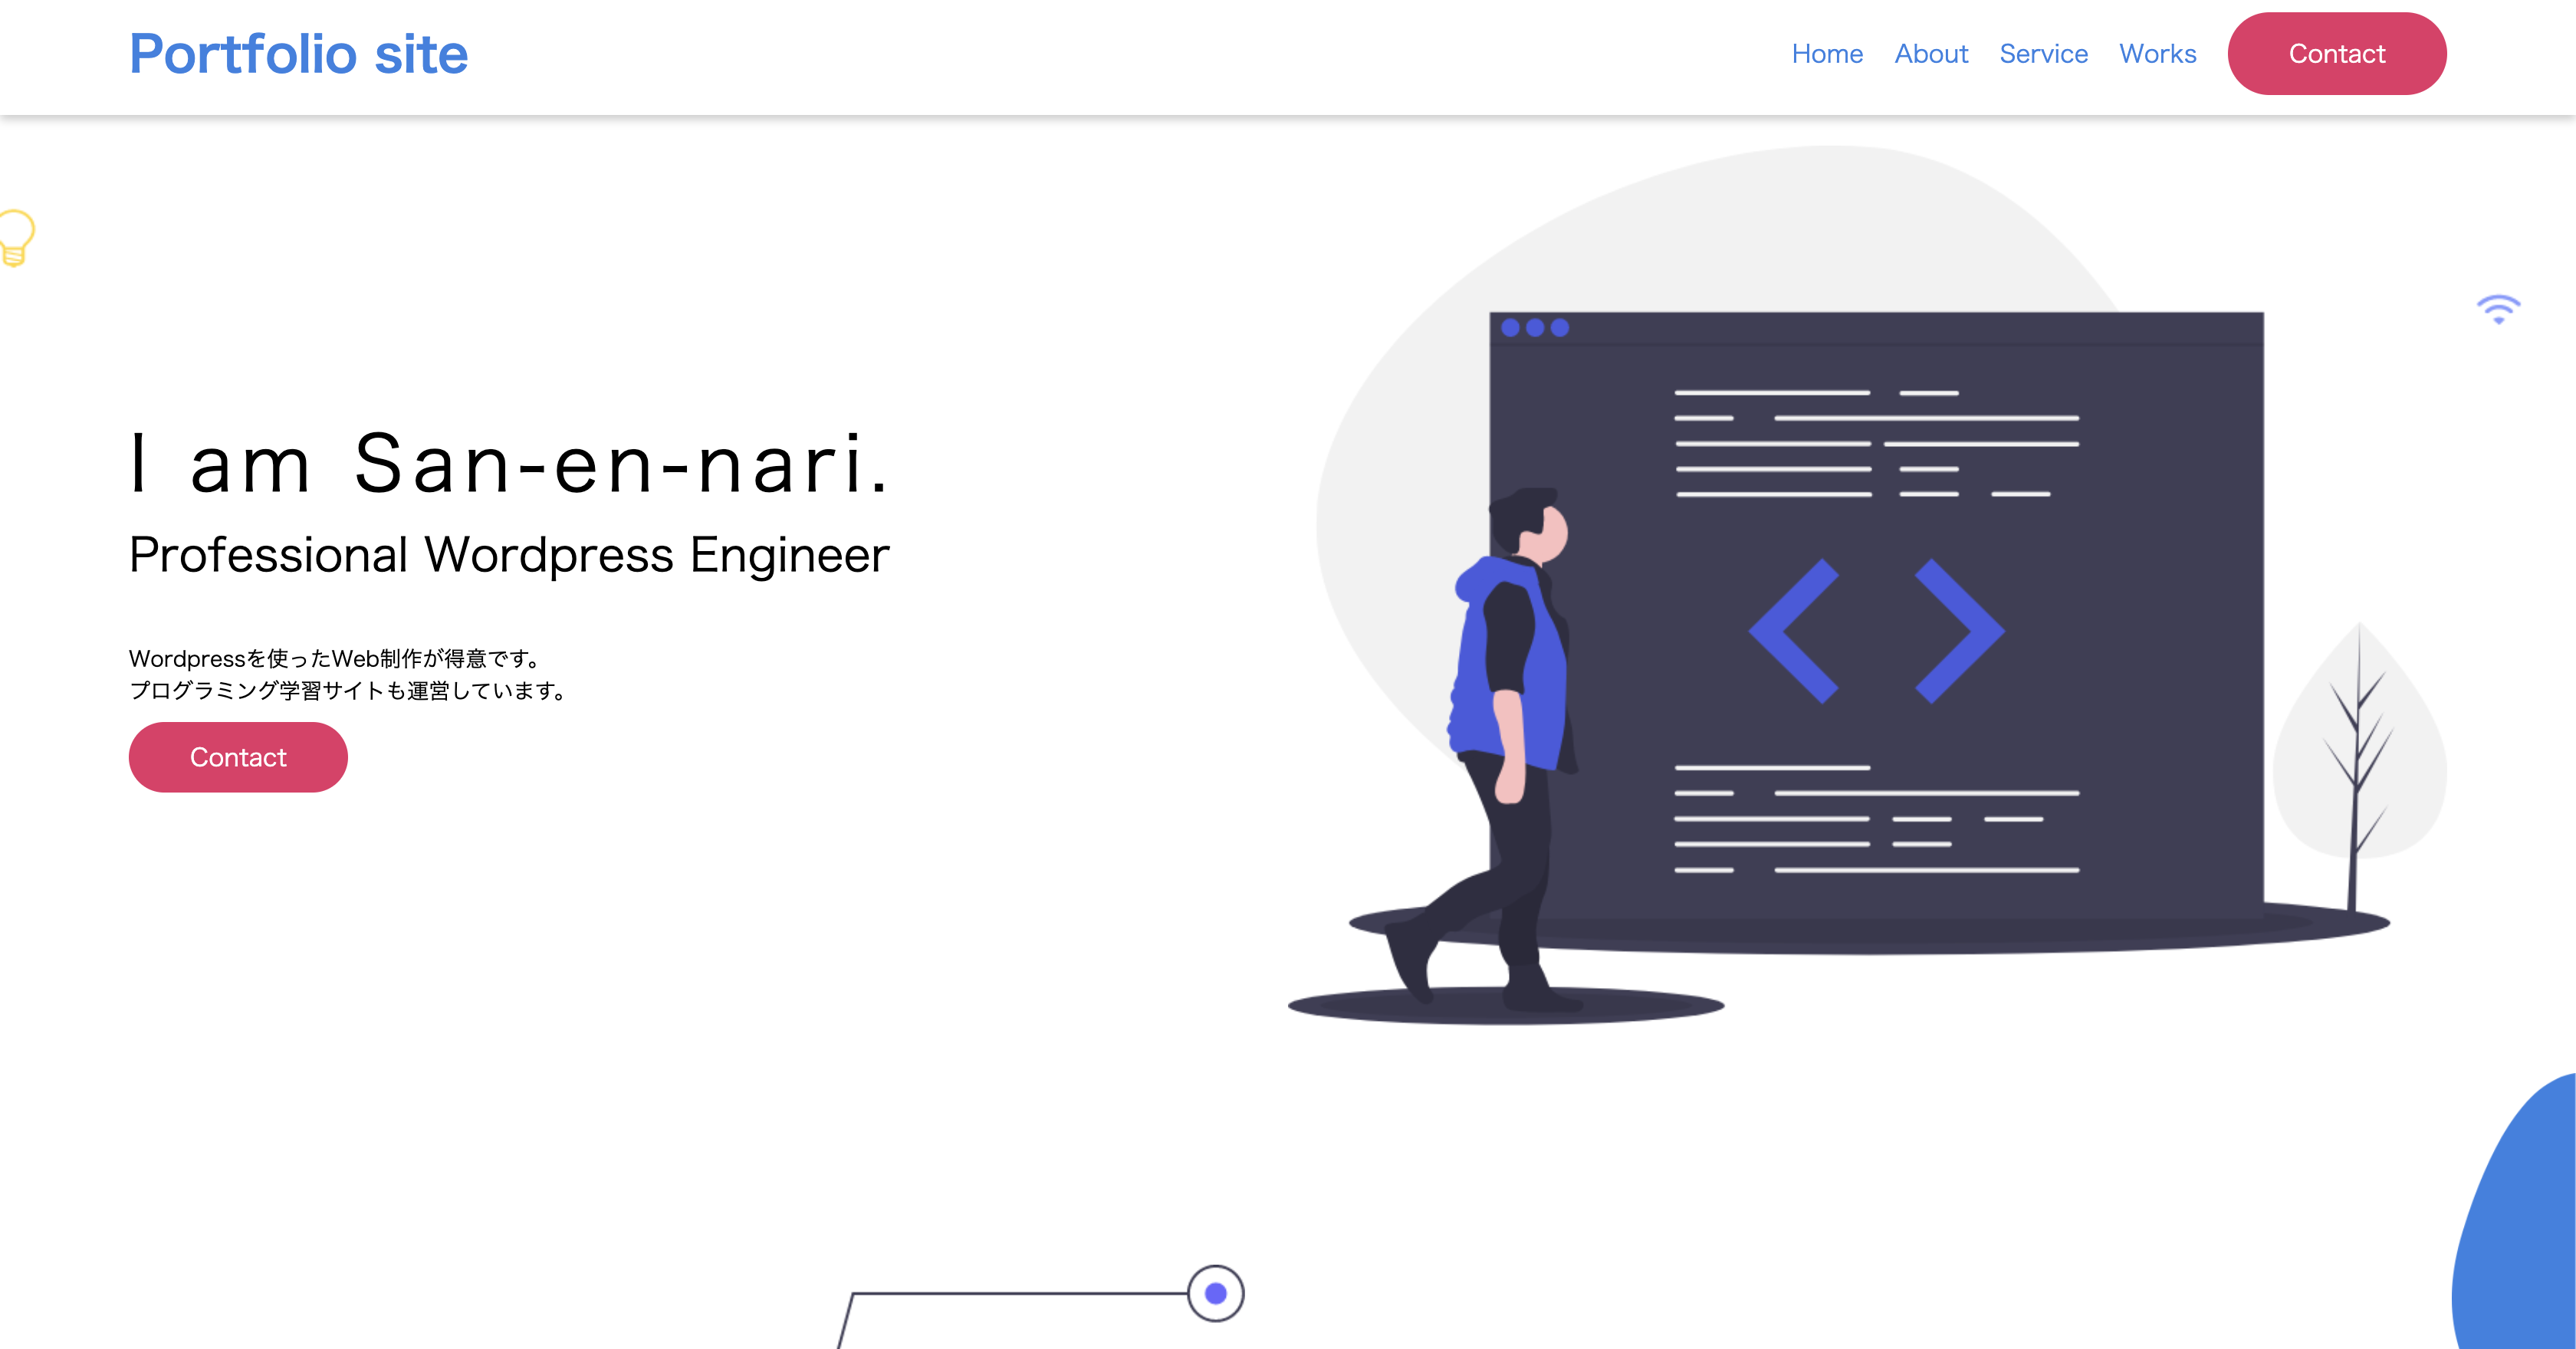 Portfolio site
Home About Service Works Contact
I am San-en-nari.
Professional Wordpress Engineer
Wordpressを使ったWeb制作が得意です。
プログラミング学習サイトも運営しています。
Contact